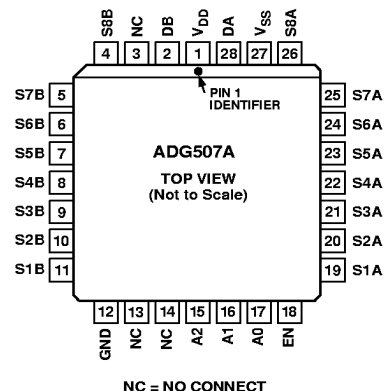 S8B NC DB VDD DA VSS S8A
4 3 2 1 28 27 26
PIN 1
IDENTIFIER
S7B 5
S6B 6
S5B 7
S4B 8
S3B 9
S2B 10
S1B 11
ADG507A
TOP VIEW
(Not to Scale)
25 S7A
24 S6A
23 S5A
22 S4A
21 S3A
20 S2A
19 S1A
12 13 14 15 16 17 18
GND NC NC A2 A1 A0 EN
NC = NO CONNECT